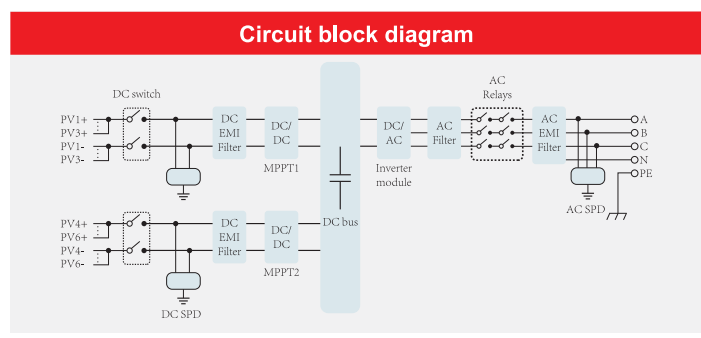 Circuit block diagram
DC switch
PV1+
PV3+
PV1-
PV3-
DC
EMI
Filter
DC/
DC
MPPT1
PV4+
PV6+
PV4-
PV6-
DC SPD
DC
EMI
Filter
DC/
DC
MPPT2
DC bus
DC/
AC
Inverter
module
AC
Filter
AC
Relays
AC
EMI
Filter
A
B
C
N
PE
AC SPD